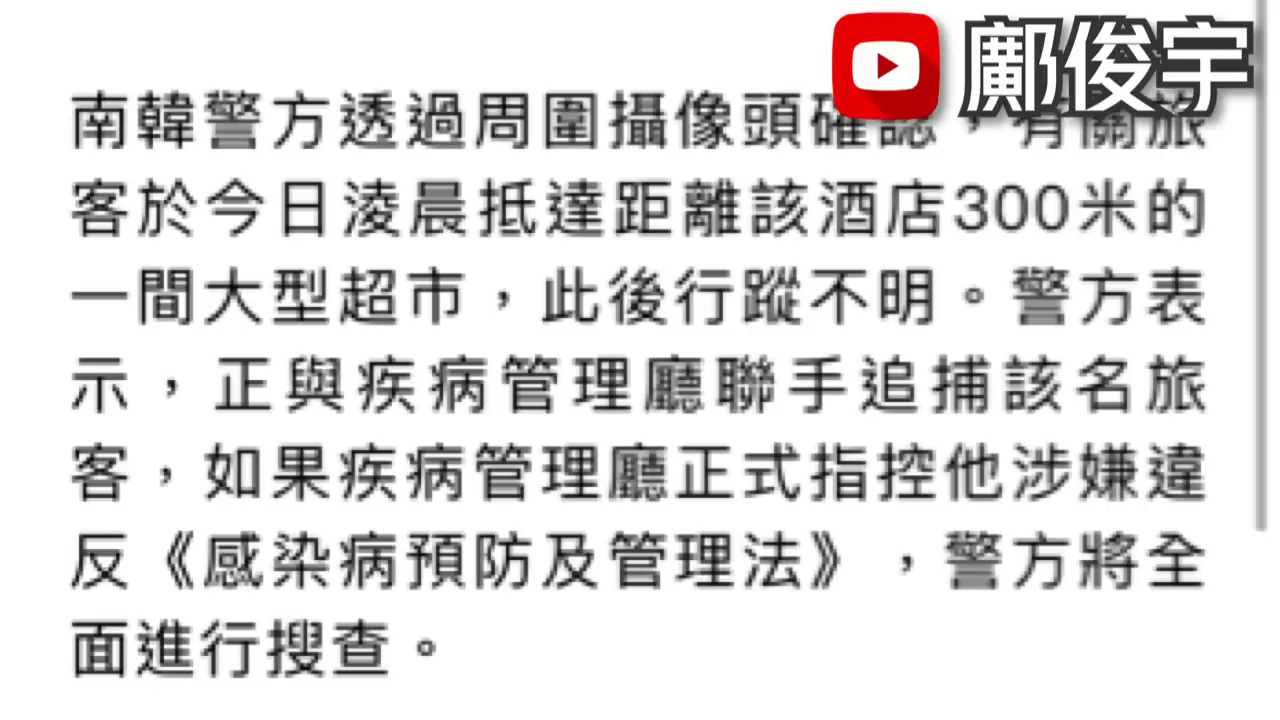 鄺俊宇
南韓警方透過周圍攝像頭確認，有關旅
客於今日淩晨抵達距離該酒店300米的
一間大型超市，此後行蹤不明。警方表
示，正與疾病管理廳聯手追捕該名旅
客，如果疾病管理廳正式指控他涉嫌違
反《感染病預防及管理法》，警方將全
面進行搜查。